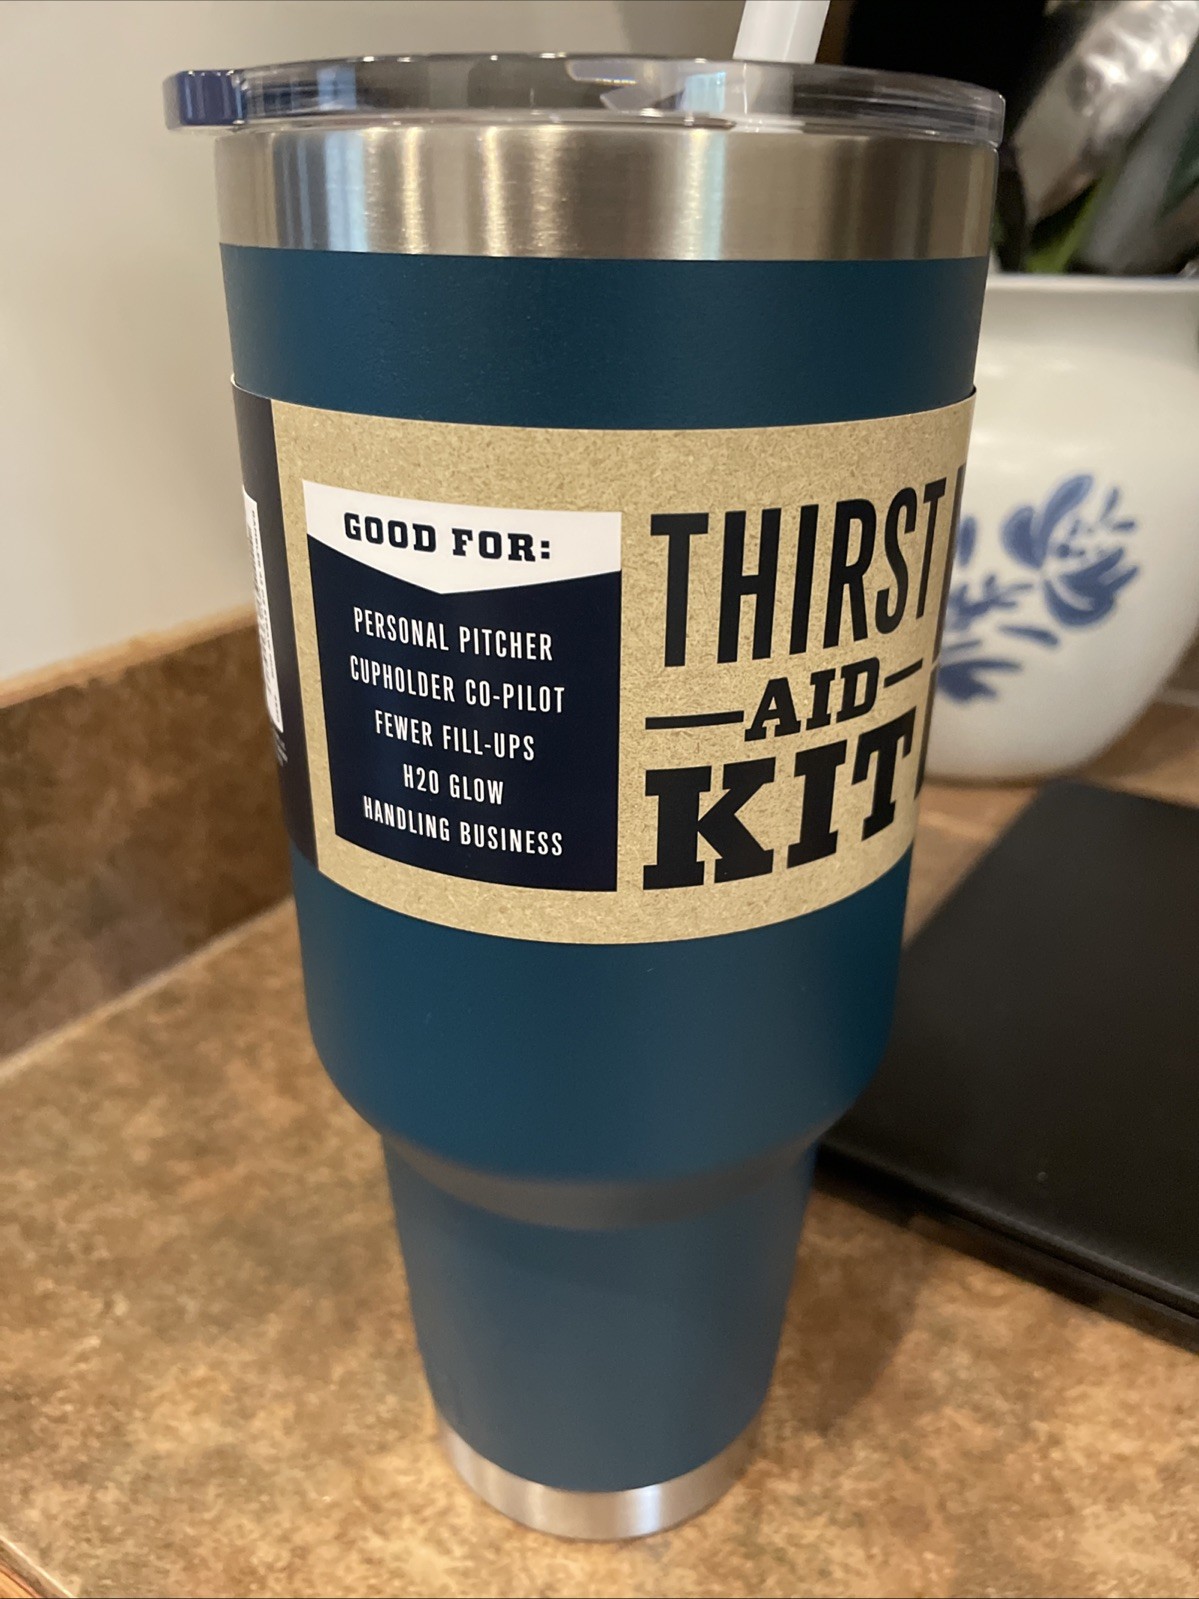 GOOD FOR:
PERSONAL PITCHER
CUPHOLDER CO-PILOT
FEWER FILL-UPS
H2O GLOW
HANDLING BUSINESS
THIRST
AID
KIT